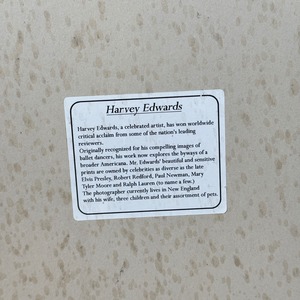 Harvey Edwards
Harvey Edwards, a celebrated artist, has won worldwide
critical acclaim from some of the nation's leading
reviewers.
Originally recognized for his compelling images of
ballet dancers, his work now explores the byways of a
broader Americana. Mr. Edwards' beautiful and sensitive
prints are owned by celebrities as diverse as the late
Elvis Presley, Robert Redford, Paul Newman, Mary
Tyler Moore and Ralph Lauren (to name a few.)
The photographer currently lives in New England
with his wife, three children and their assortment of pets.